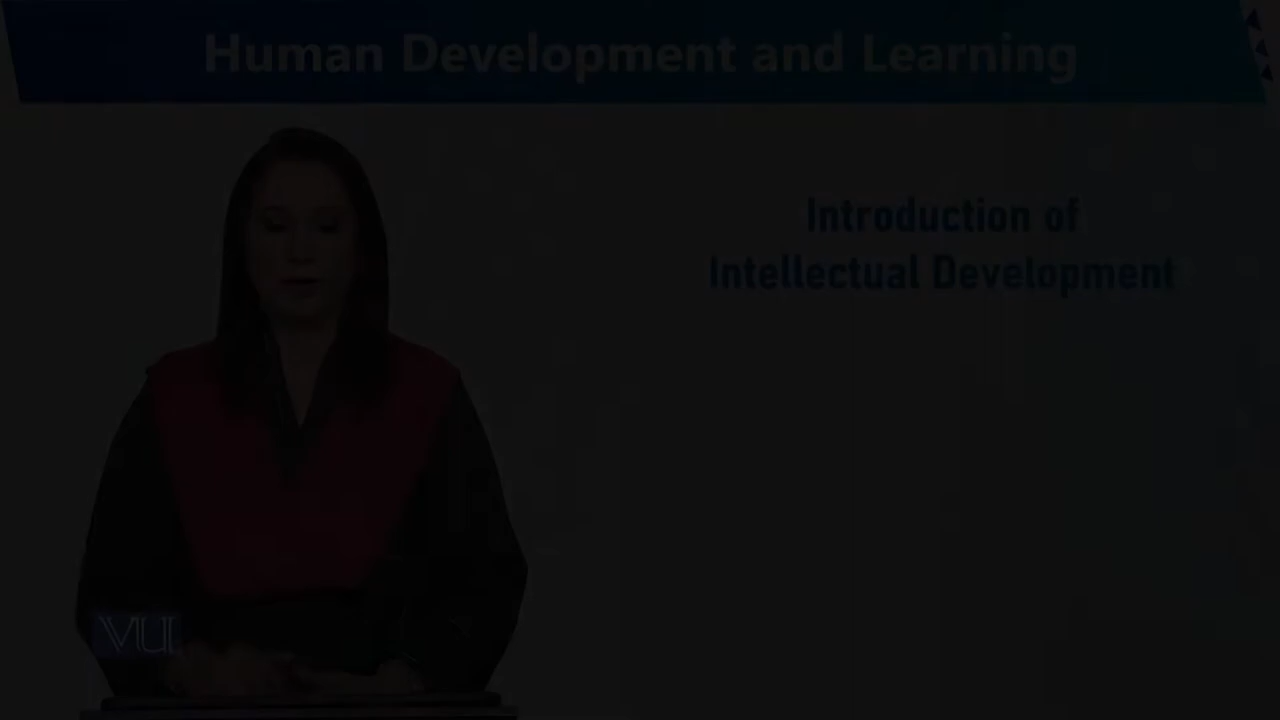 Human Development and Learning
Introduction of
Intellectual Development
VU